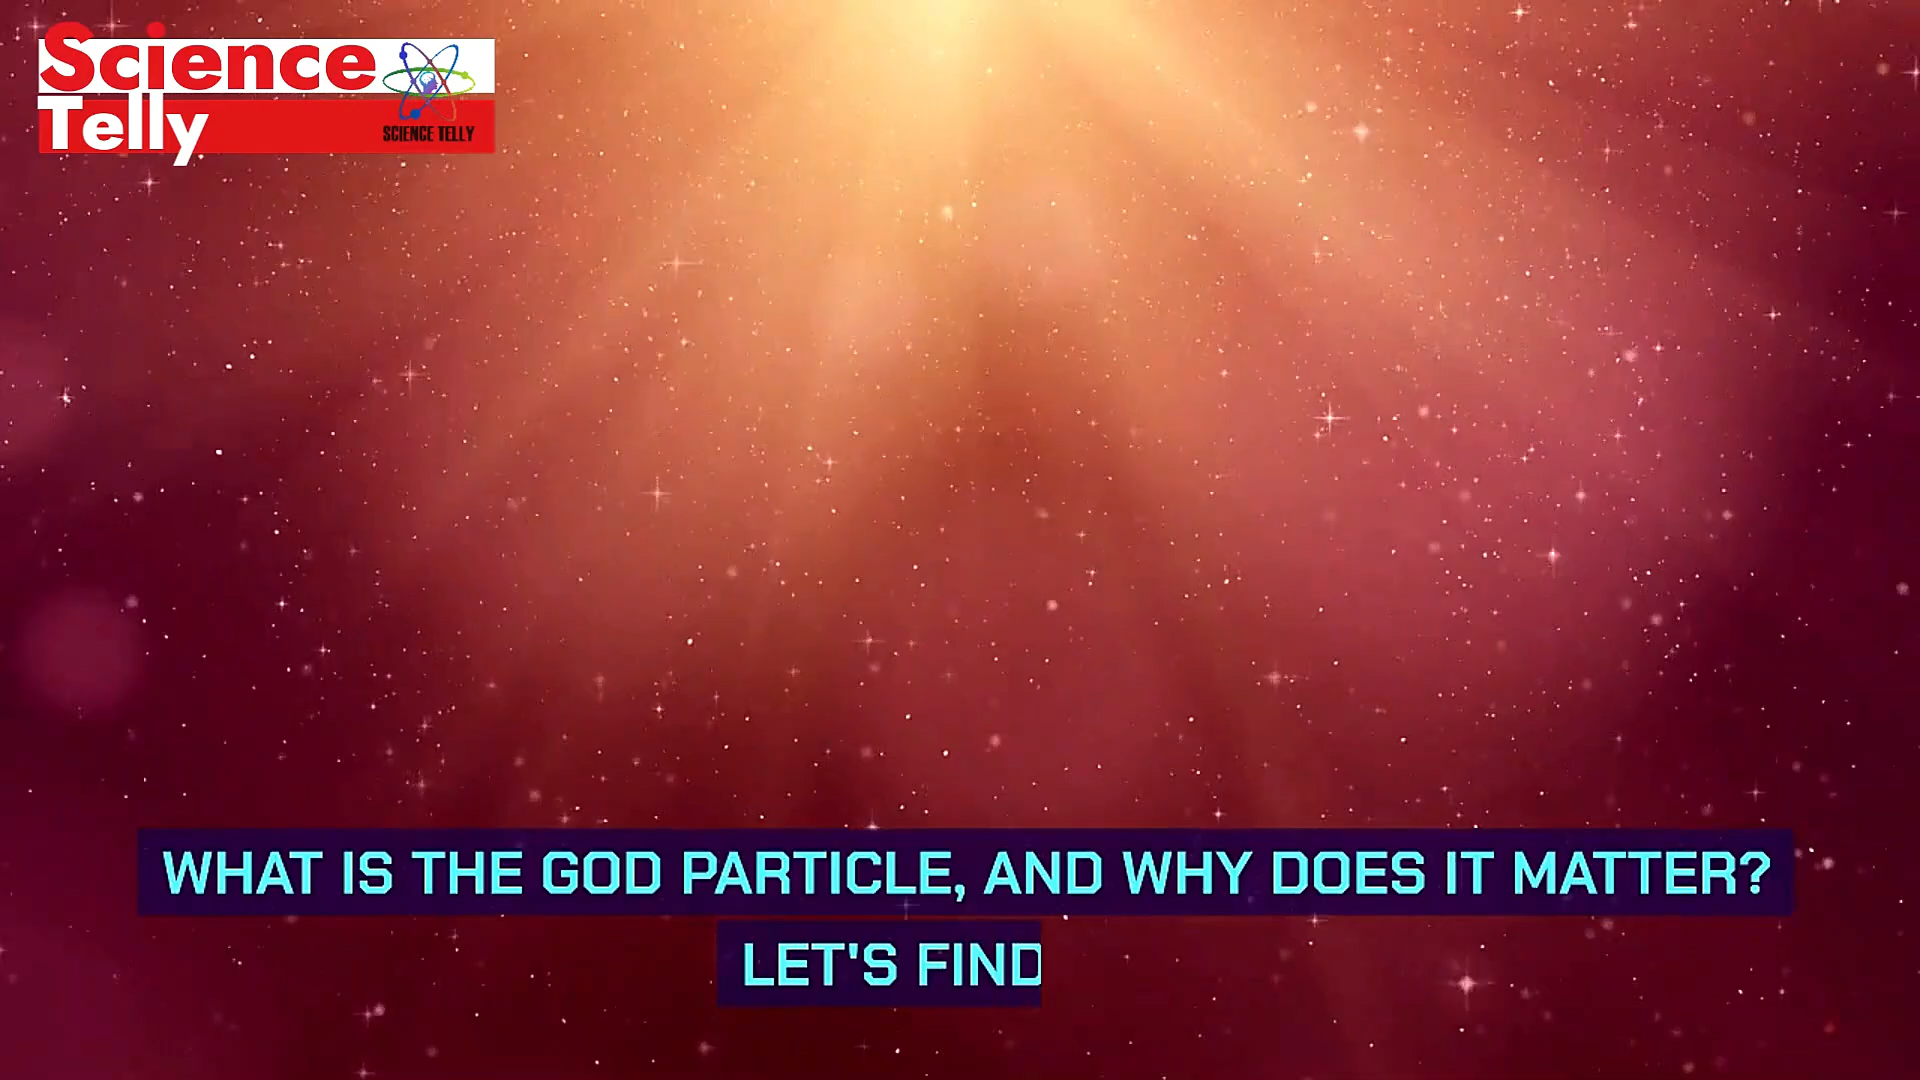 Science
Telly
SCIENCE TELLY
WHAT IS THE GOD PARTICLE, AND WHY DOES IT MATTER?
LET'S FIND